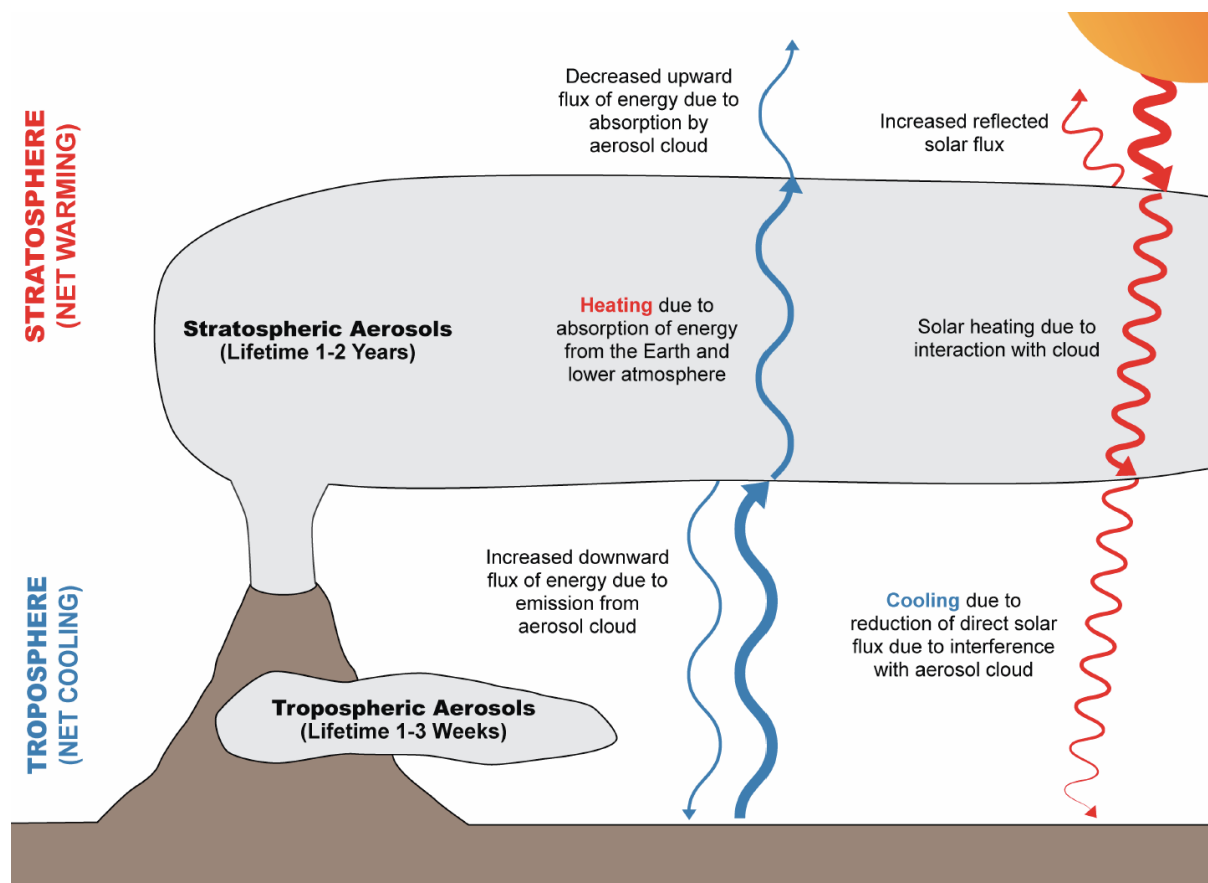 STRATOSPHERE
(NET WARMING)
TROPOSPHERE
(NET COOLING)
Decreased upward
flux of energy due to
absorption by
aerosol cloud
Increased reflected
solar flux
Stratospheric Aerosols
(Lifetime 1-2 Years)
Heating due to
absorption of energy
from the Earth and
lower atmosphere
Solar heating due to
interaction with cloud
Increased downward
flux of energy due to
emission from
aerosol cloud
Cooling due to
reduction of direct solar
flux due to interference
with aerosol cloud
Tropospheric Aerosols
(Lifetime 1-3 Weeks)